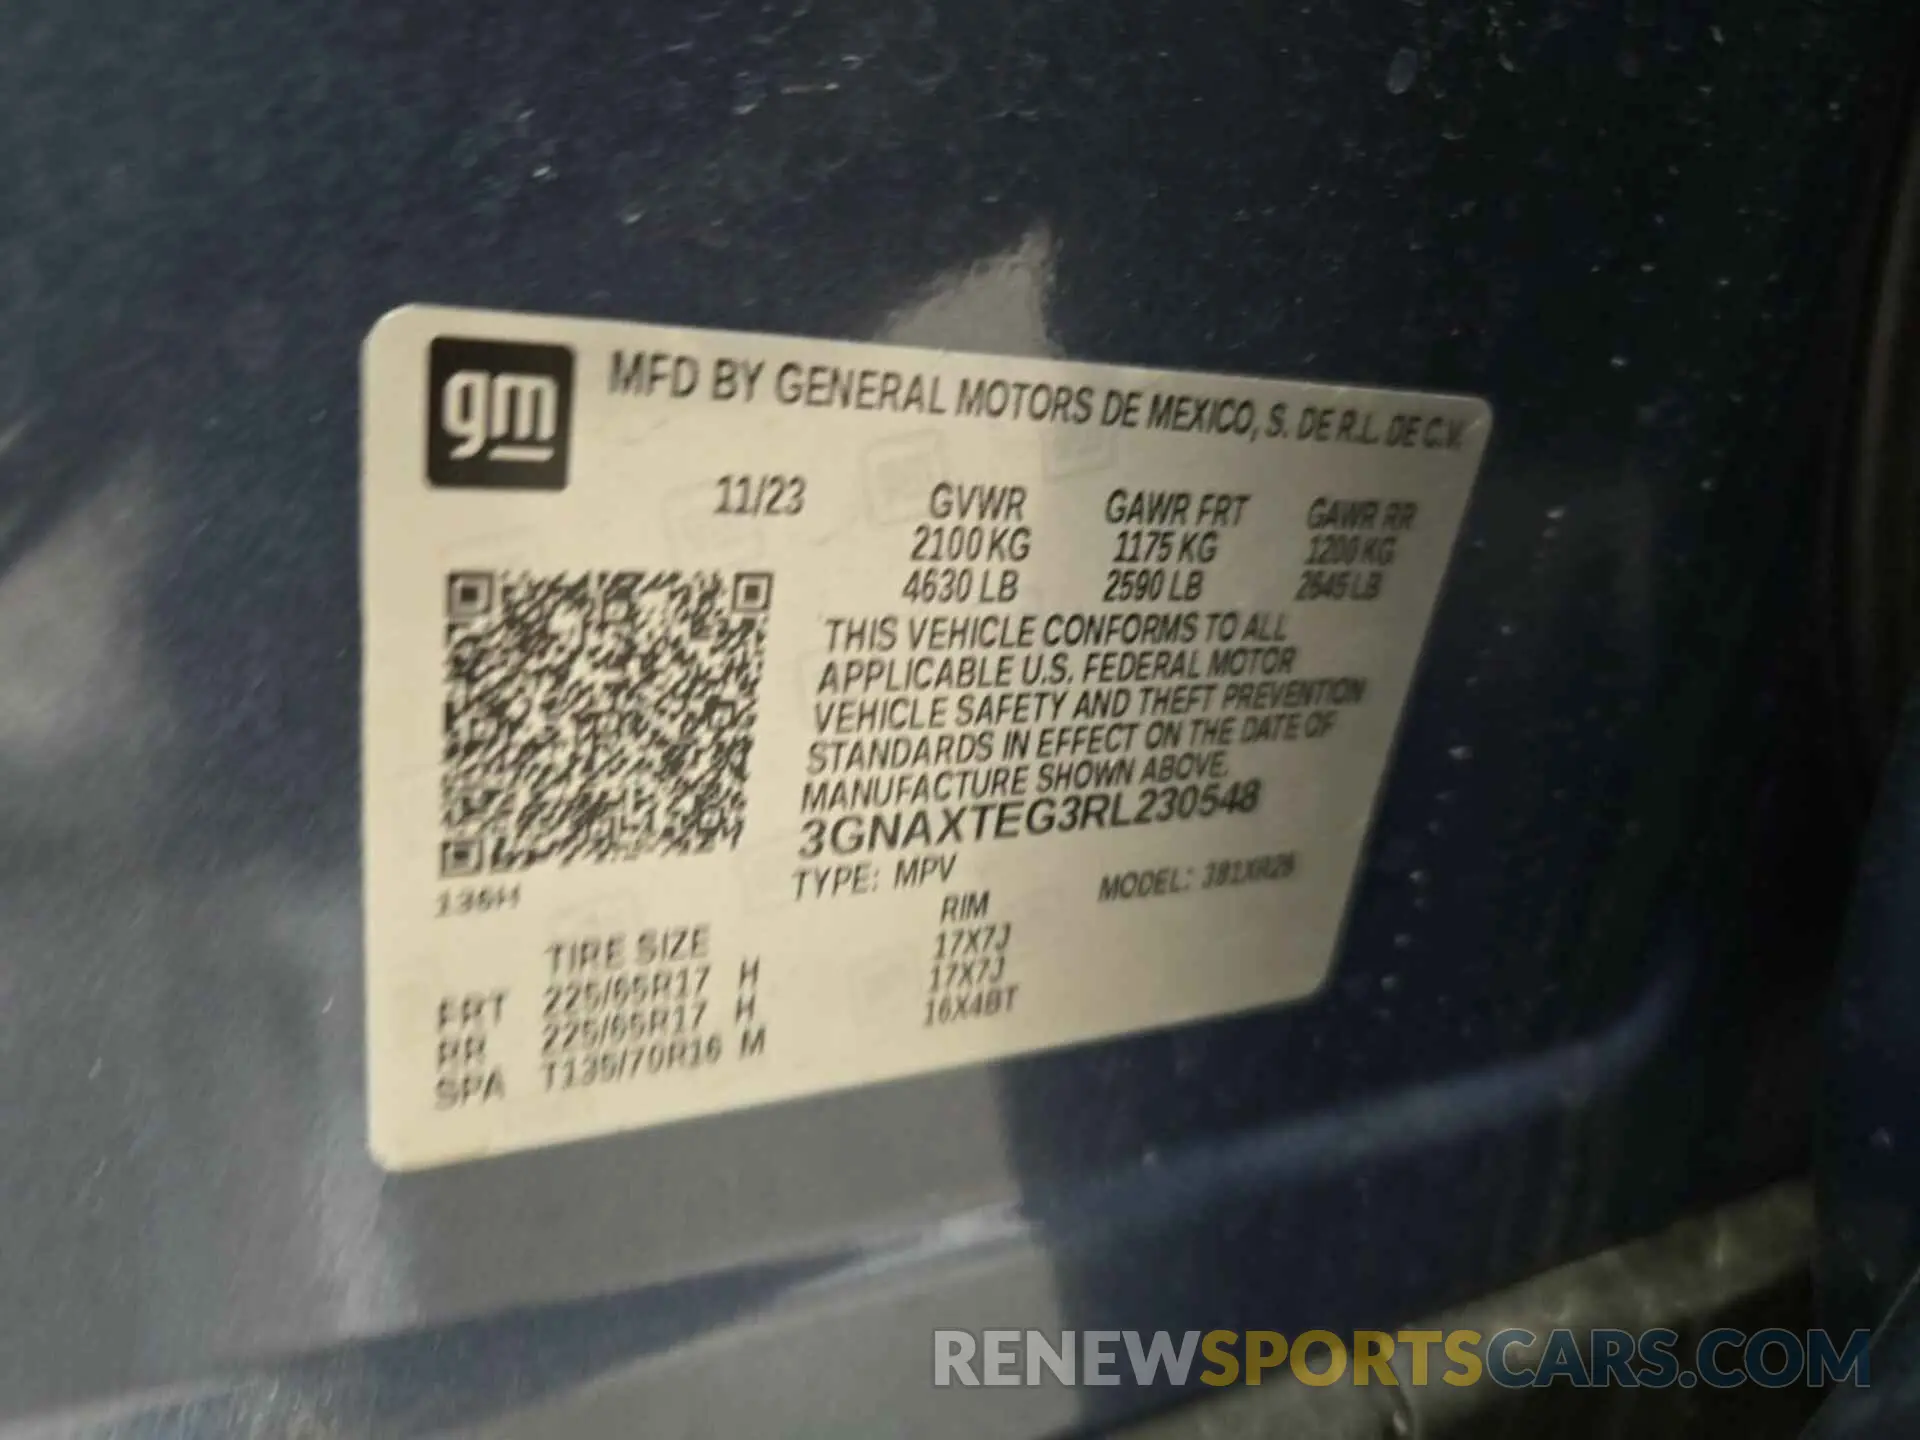 gm
MFD BY GENERAL MOTORS DE MEXICO, S. DE R.L. DE C.V.
11/23 GVWR GAWR FRT GAWR RR
2100 KG 1175 KG 1200 KG
4630 LB 2590 LB 2645 LB
THIS VEHICLE CONFORMS TO ALL
APPLICABLE U.S. FEDERAL MOTOR
VEHICLE SAFETY AND THEFT PREVENTION
STANDARDS IN EFFECT ON THE DATE OF
MANUFACTURE SHOWN ABOVE.
3GNAXTEG3RL230548
TYPE: MPV MODEL:
TIRE SIZE RIM
FRT 225/65R17 H 17X7J
RR 225/65R17 H 17X7J
SPA T135/70R16 M 16X4BT
RENEWSPORTSCARS.COM